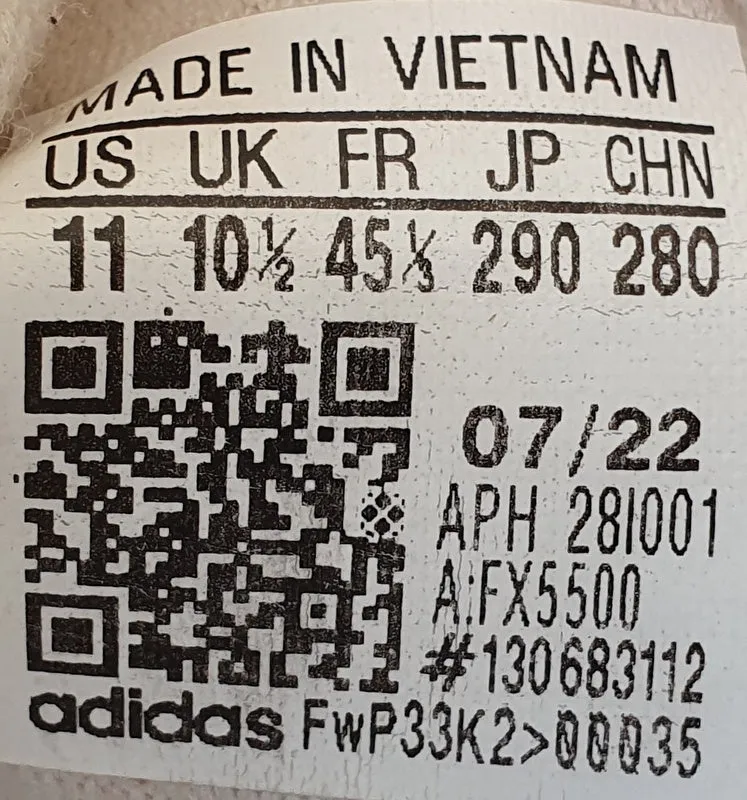 MADE IN VIETNAM
US UK FR JP CHN
11 10½ 45⅓ 290 280
07/22
APH 28I001
A:FX5500
#130683112
adidas FwP33K2>00035